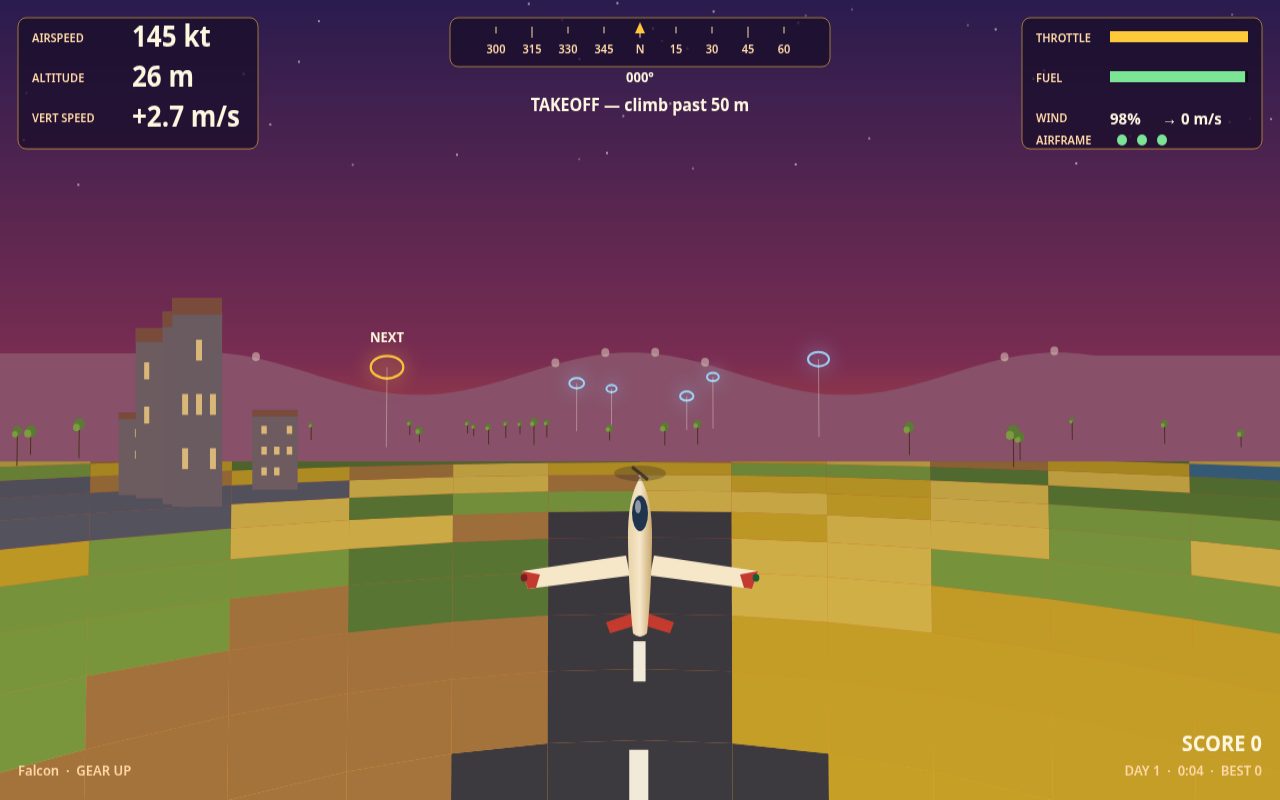 AIRSPEED 145 kt
ALTITUDE 26 m
VERT SPEED +2.7 m/s
300 315 330 345 N 15 30 45 60
000°
TAKEOFF — climb past 50 m
THROTTLE
FUEL
WIND 98% → 0 m/s
AIRFRAME
NEXT
SCORE 0
Falcon · GEAR UP
DAY 1 · 0:04 · BEST 0